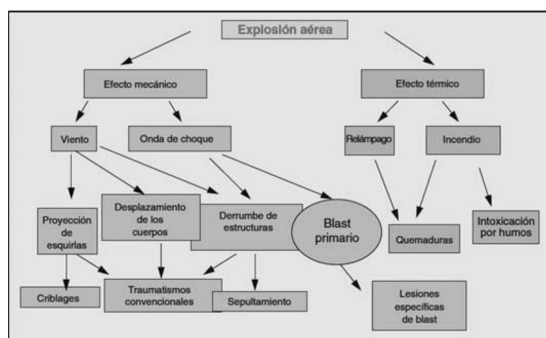 Explosión aérea
Efecto mecánico
Efecto térmico
Viento
Onda de choque
Relámpago
Incendio
Proyección
de
esquirlas
Desplazamiento
de los
cuerpos
Derrumbe de
estructuras
Blast
primario
Quemaduras
Intoxicación
por humos
Criblages
Traumatismos
convencionales
Sepultamiento
Lesiones
específicas
de blast